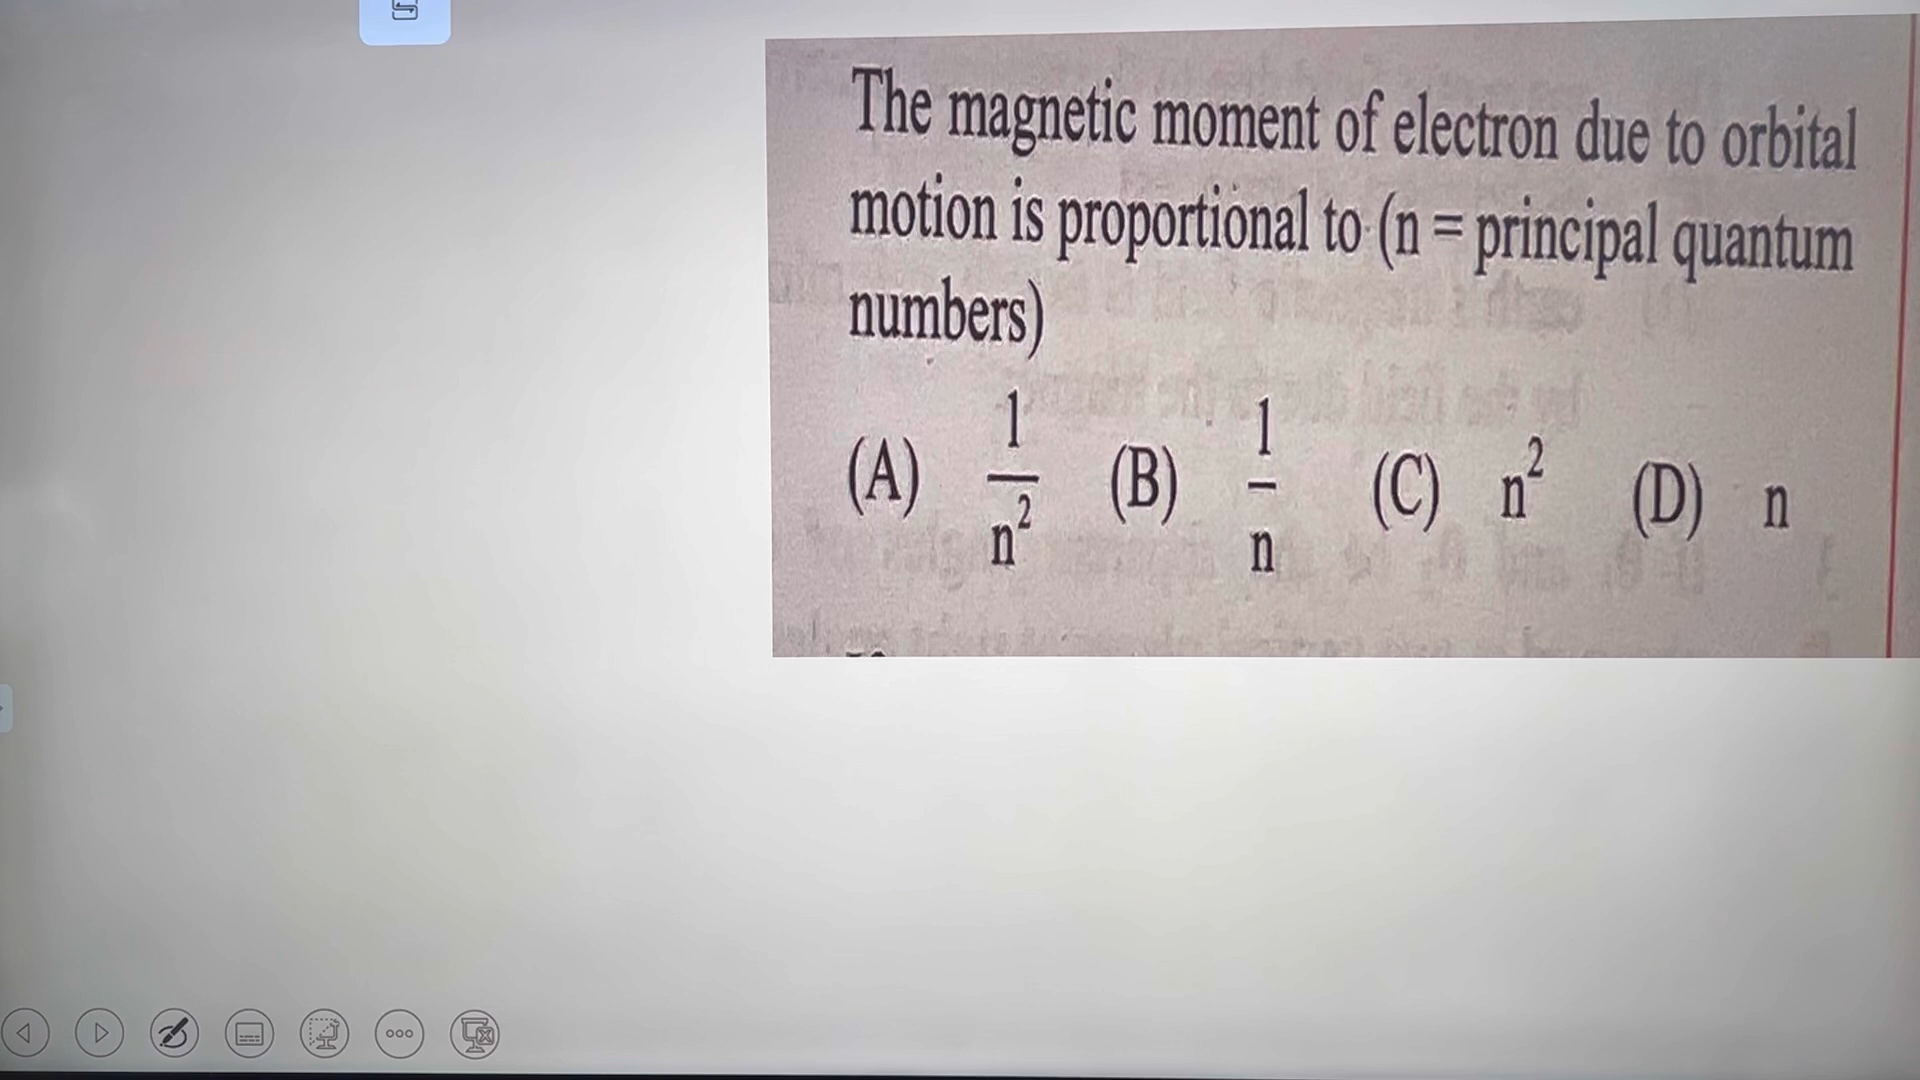 The magnetic moment of electron due to orbital
motion is proportional to (n = principal quantum
numbers)
(A) 1/n² (B) 1/n (C) n² (D) n